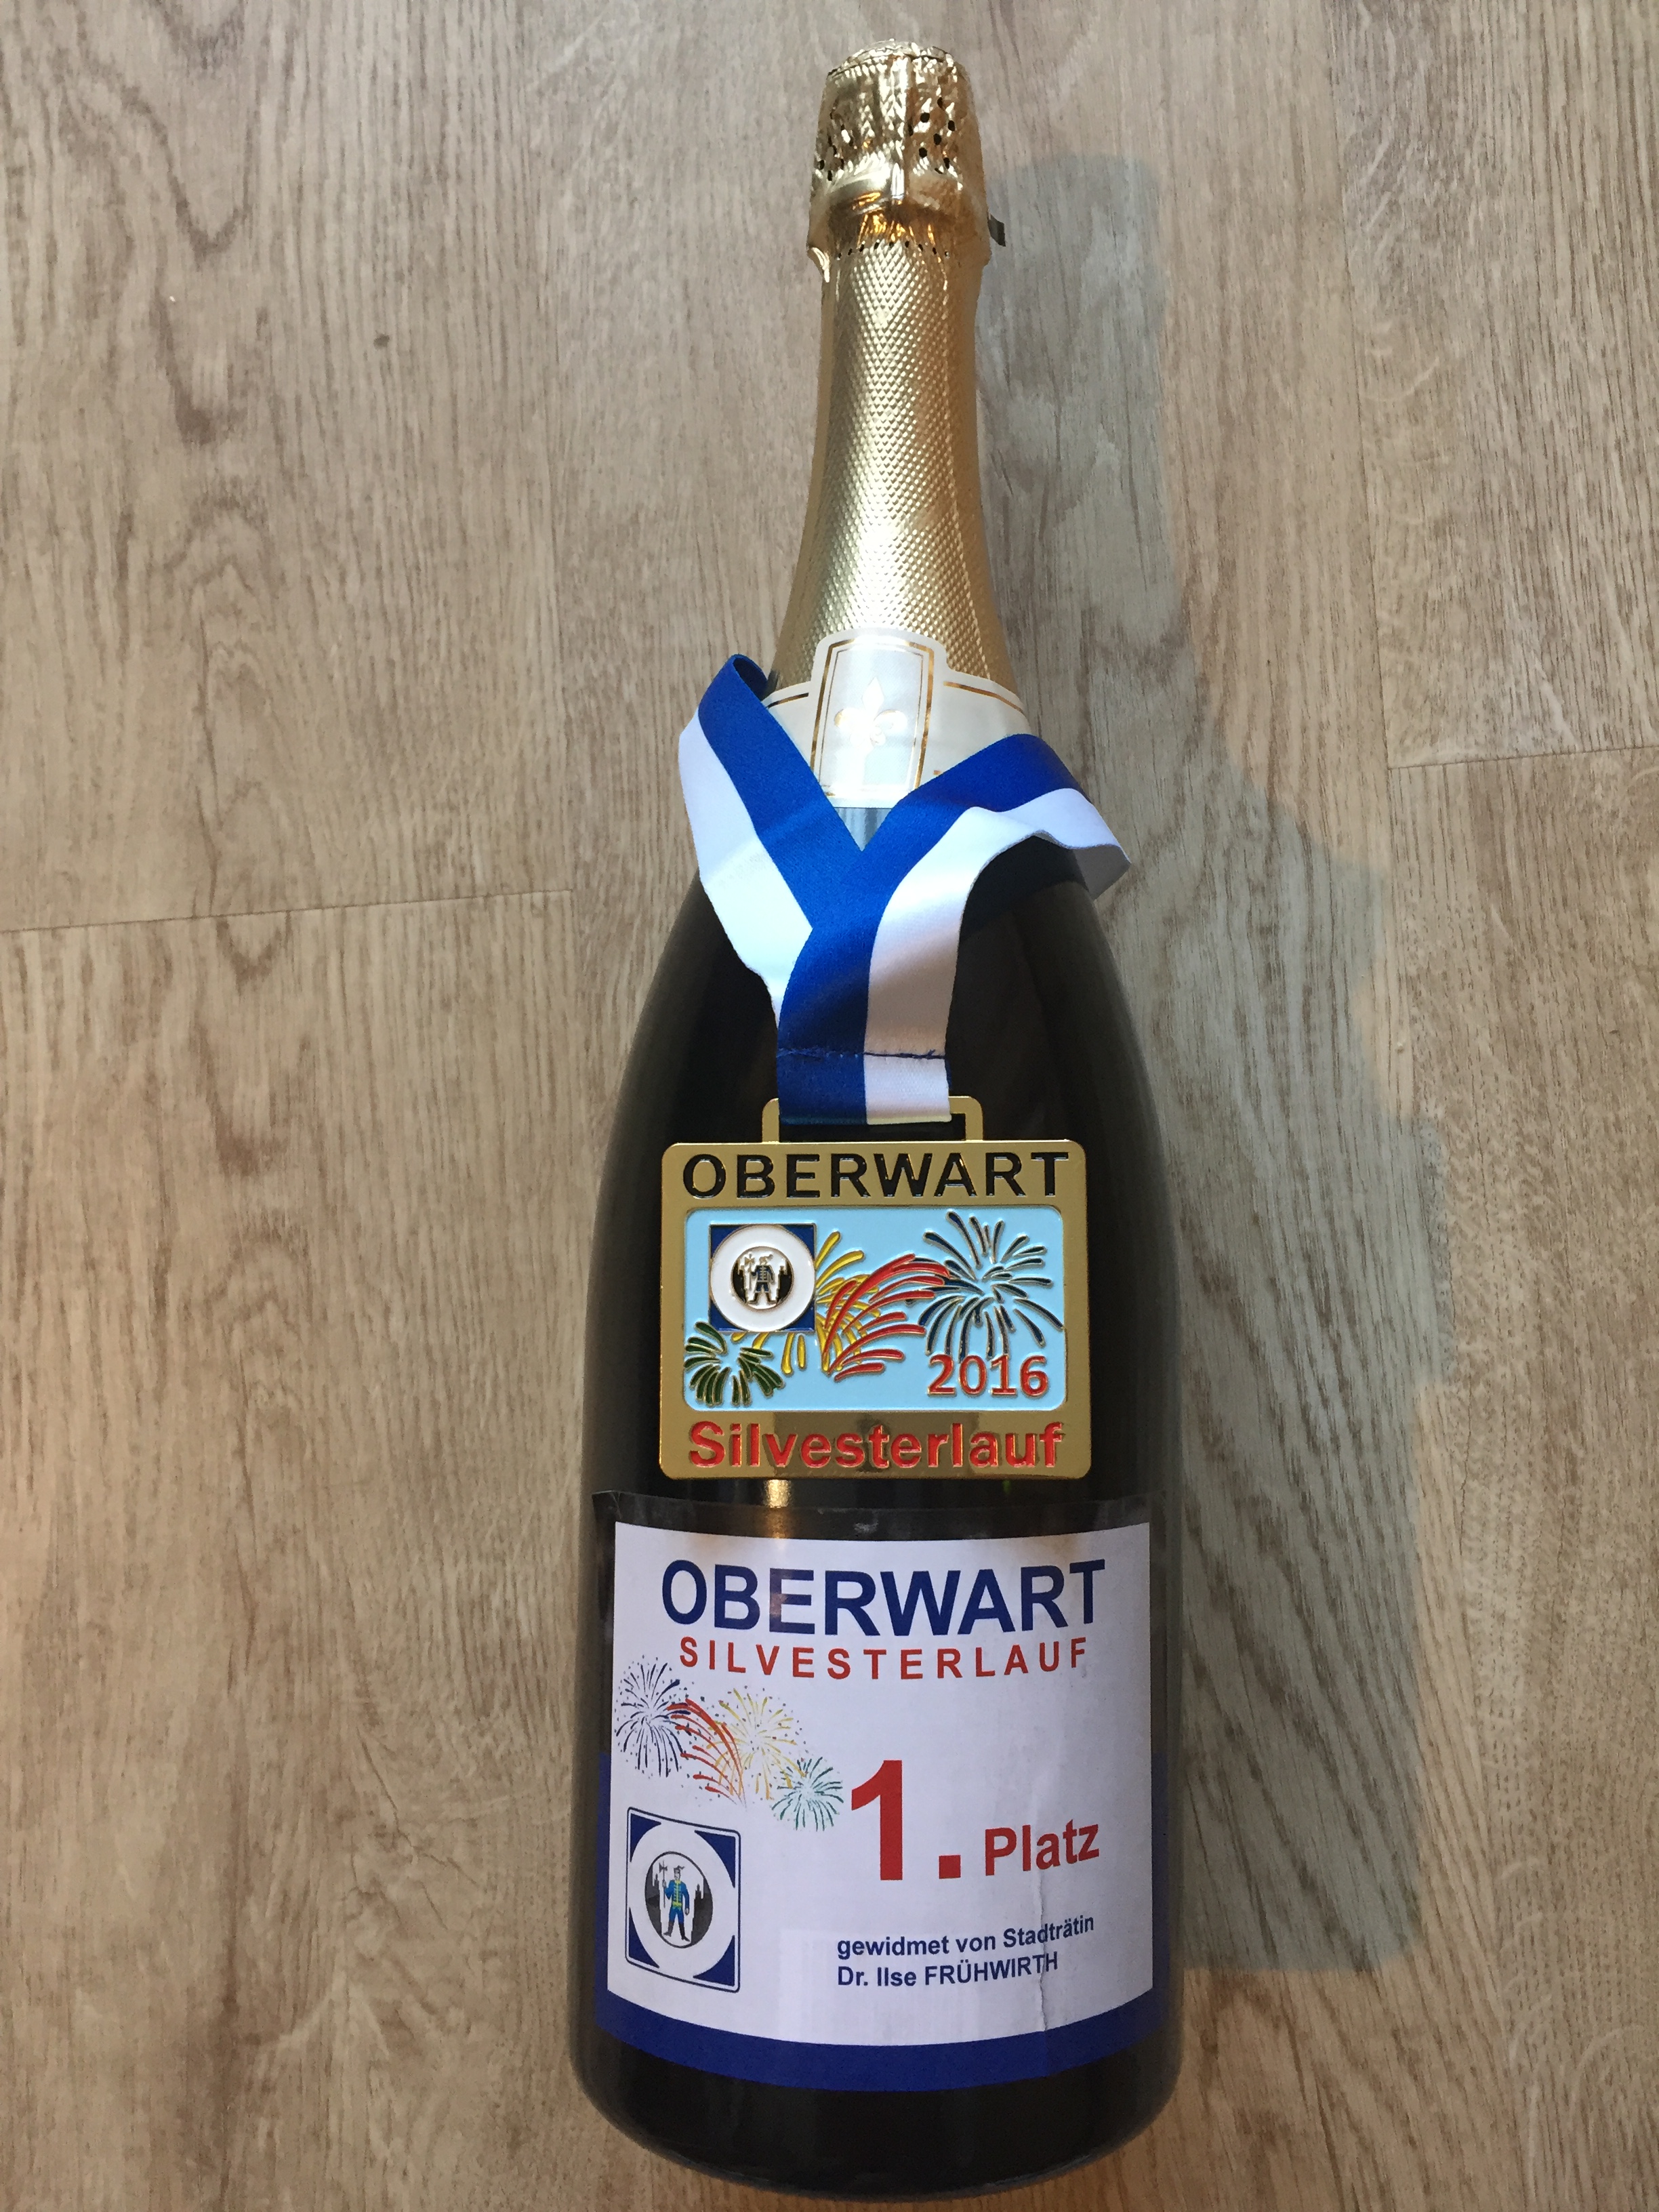 OBERWART
2016
Silvesterlauf
OBERWART
SILVESTERLAUF
1. Platz
gewidmet von Stadträtin
Dr. Ilse FRÜHWIRTH